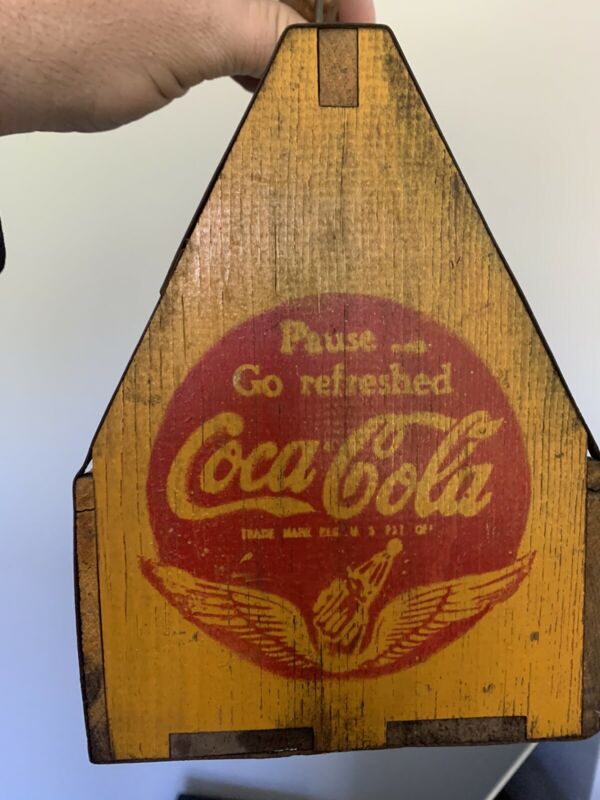 Pause —
Go refreshed
Coca-Cola
TRADE MARK REG. U S PAT OFF